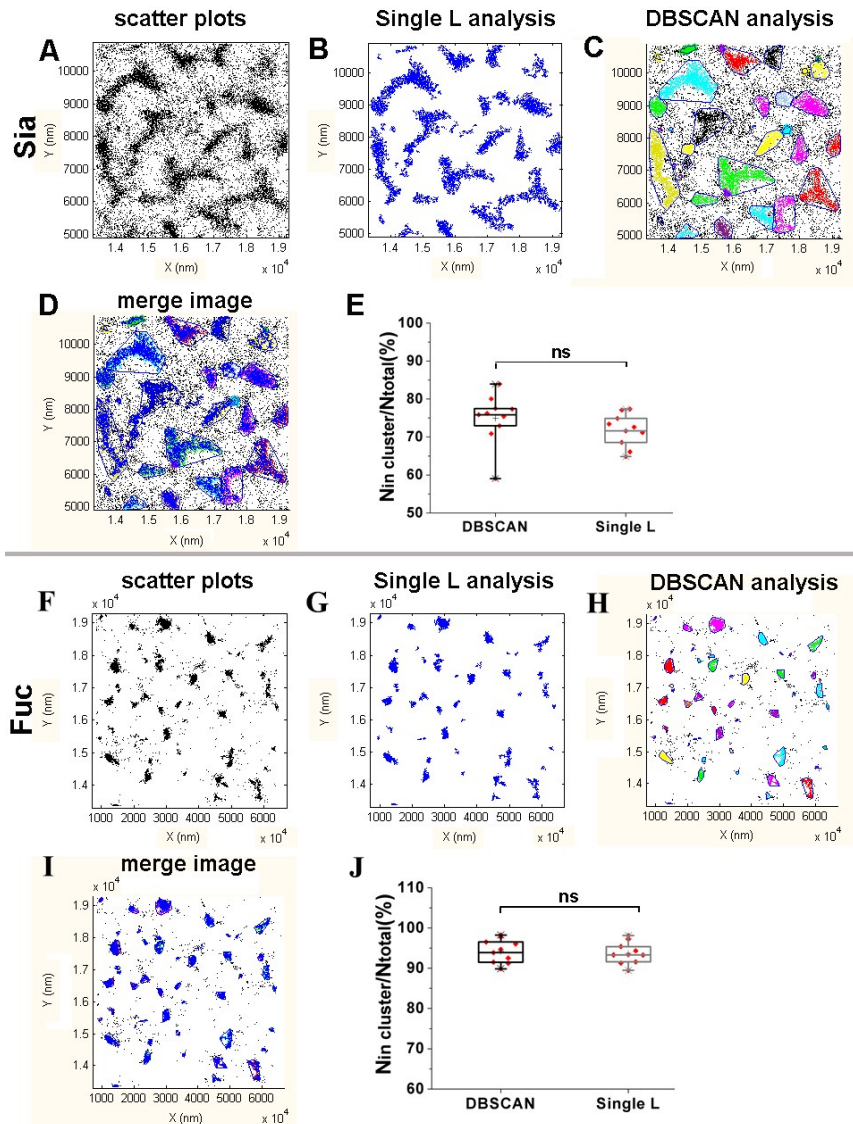 scatter plots
Single L analysis
DBSCAN analysis
Sia
A
Y (nm)
10000
9000
8000
7000
6000
5000
1.4 1.5 1.6 1.7 1.8 1.9
X (nm)
x 10^4
B
Y (nm)
10000
9000
8000
7000
6000
5000
1.4 1.5 1.6 1.7 1.8 1.9
X (nm)
x 10^4
C
Y (nm)
10000
9000
8000
7000
6000
5000
1.4 1.5 1.6 1.7 1.8 1.9
X (nm)
x 10^4
D
merge image
Y (nm)
10000
9000
8000
7000
6000
5000
1.4 1.5 1.6 1.7 1.8 1.9
X (nm)
x 10^4
E
Nin cluster/Ntotal(%)
100
90
80
70
60
50
ns
DBSCAN Single L
Fuc
F
scatter plots
x 10^4
Y (nm)
1.9
1.8
1.7
1.6
1.5
1.4
1000 2000 3000 4000 5000 6000
X (nm)
x 10^4
G
Single L analysis
x 10^4
Y (nm)
1.9
1.8
1.7
1.6
1.5
1.4
1000 2000 3000 4000 5000 6000
X (nm)
x 10^4
H
DBSCAN analysis
x 10^4
Y (nm)
1.9
1.8
1.7
1.6
1.5
1.4
1000 2000 3000 4000 5000 6000
X (nm)
x 10^4
I
merge image
x 10^4
Y (nm)
1.9
1.8
1.7
1.6
1.5
1.4
1000 2000 3000 4000 5000 6000
X (nm)
x 10^4
J
Nin cluster/Ntotal(%)
110
100
90
80
70
60
ns
DBSCAN Single L